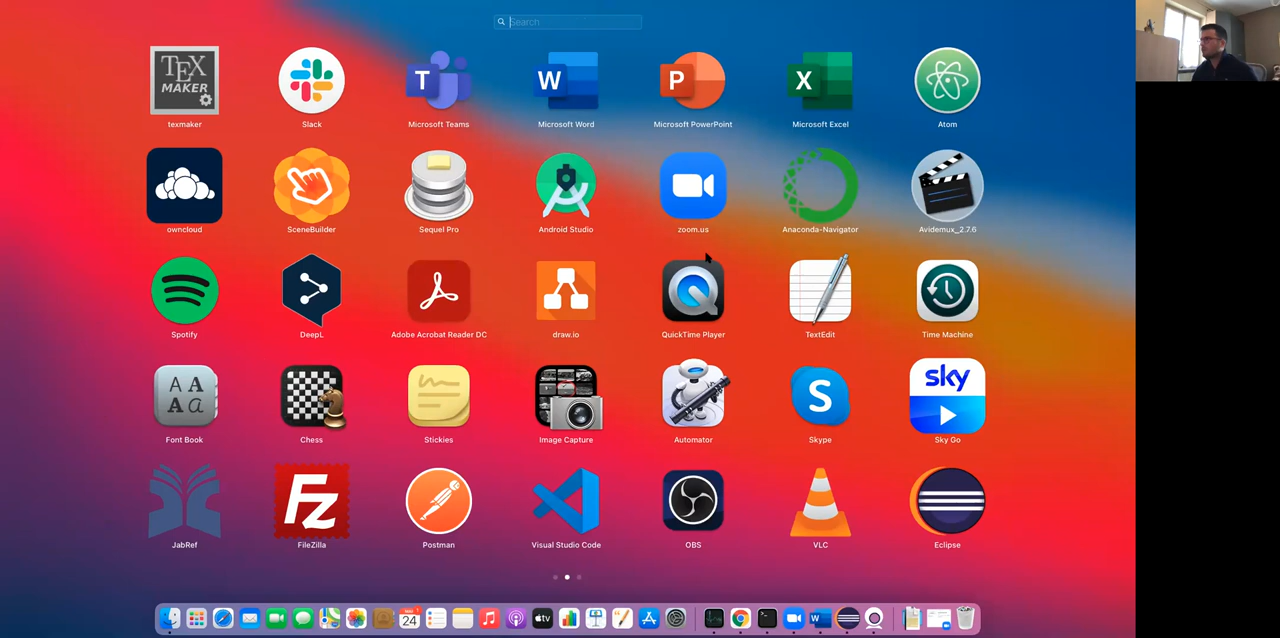 Search
TEX
MAKER
T
W
P
X
texmaker
Slack
Microsoft Teams
Microsoft Word
Microsoft PowerPoint
Microsoft Excel
Atom
owncloud
SceneBuilder
Sequel Pro
Android Studio
zoom.us
Anaconda-Navigator
Avidemux_2.7.6
Spotify
DeepL
Adobe Acrobat Reader DC
draw.io
QuickTime Player
TextEdit
Time Machine
A A
A a
S
sky
Font Book
Chess
Stickies
Image Capture
Automator
Skype
Sky Go
Fz
JabRef
FileZilla
Postman
Visual Studio Code
OBS
VLC
Eclipse
24
tv
W